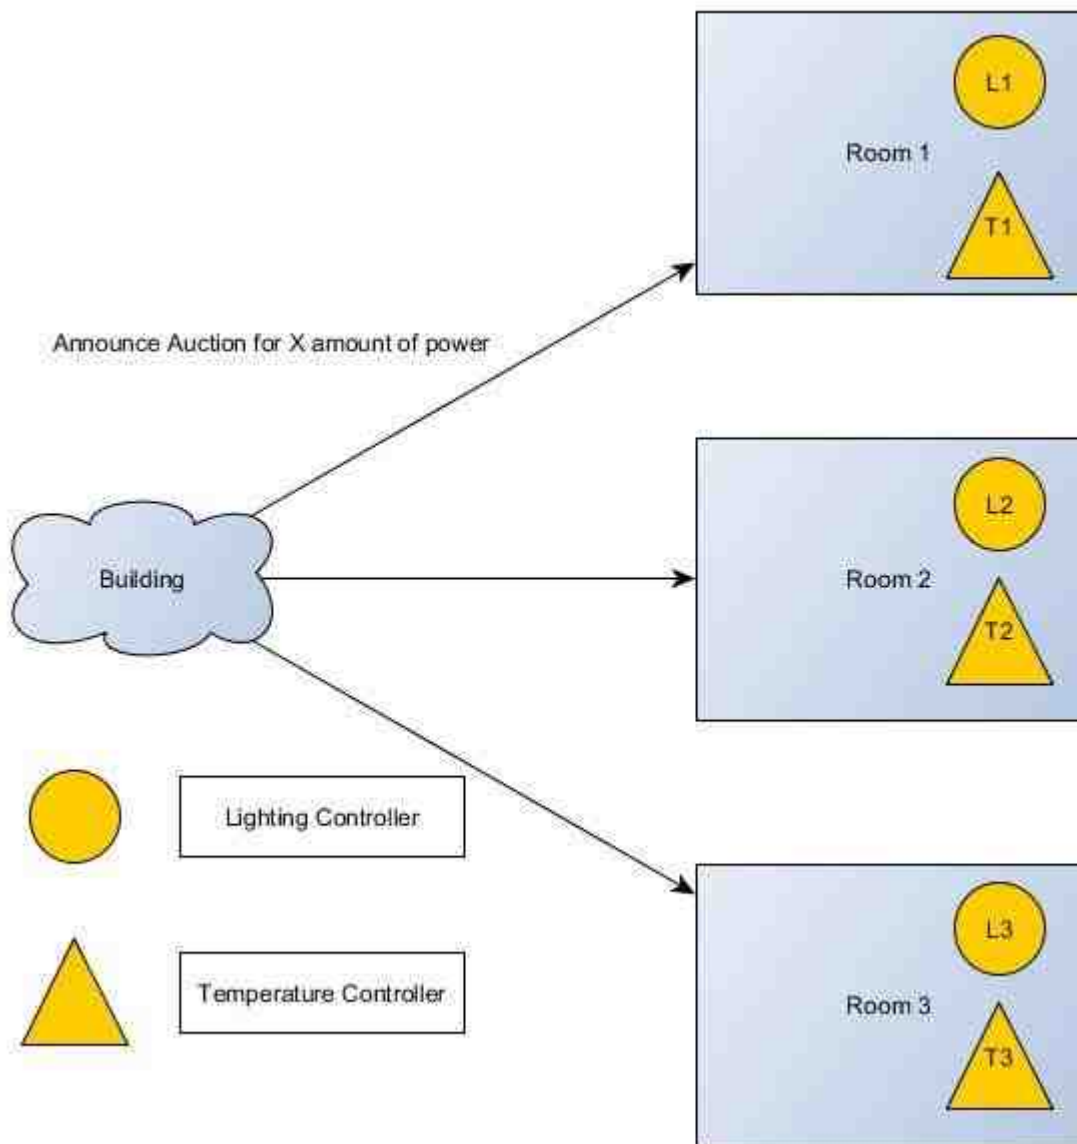 L1
Room 1
T1
Announce Auction for X amount of power
L2
Building
Room 2
T2
Lighting Controller
L3
Temperature Controller
Room 3
T3